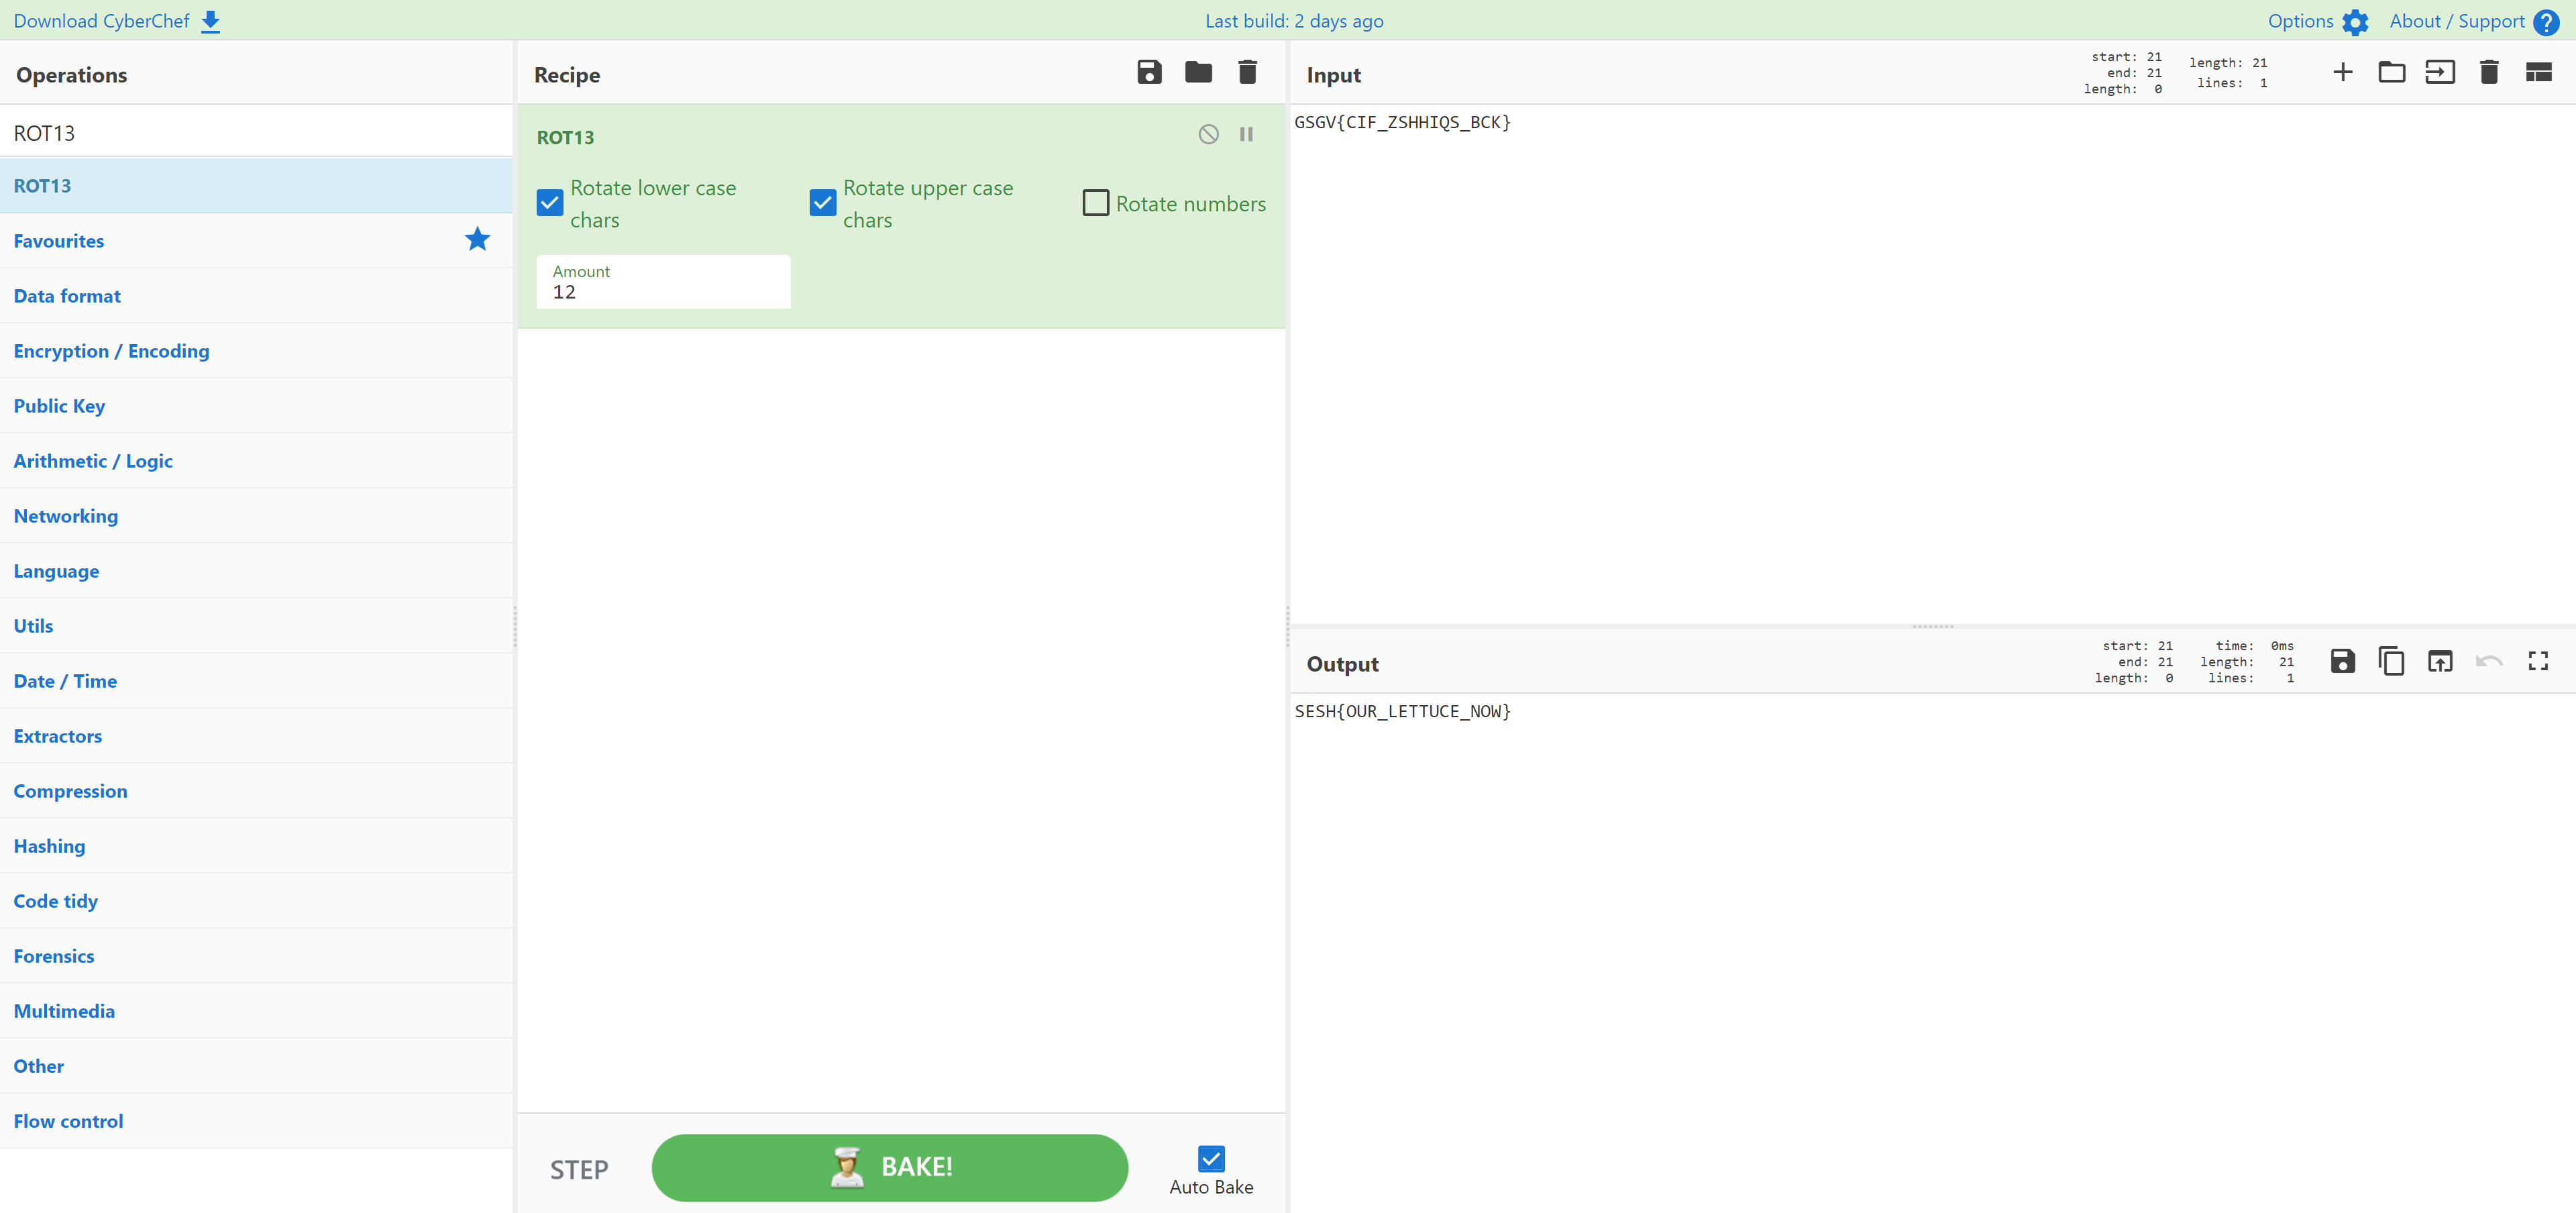 Download CyberChef
Last build: 2 days ago
Options
About / Support
Operations
ROT13
ROT13
Favourites
Data format
Encryption / Encoding
Public Key
Arithmetic / Logic
Networking
Language
Utils
Date / Time
Extractors
Compression
Hashing
Code tidy
Forensics
Multimedia
Other
Flow control
Recipe
ROT13
Rotate lower case
chars
Rotate upper case
chars
Rotate numbers
Amount
12
STEP
BAKE!
Auto Bake
Input
start: 21
end: 21
length: 0
length: 21
lines: 1
GSGV{CIF_ZSHHIQS_BCK}
Output
start: 21
end: 21
length: 0
time: 0ms
length: 21
lines: 1
SESH{OUR_LETTUCE_NOW}